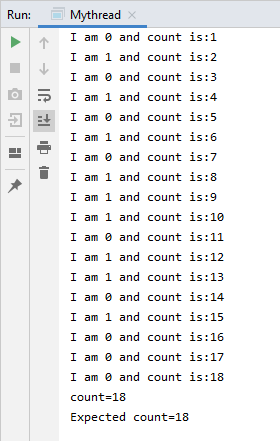 Run: Mythread
I am 0 and count is:1
I am 1 and count is:2
I am 0 and count is:3
I am 1 and count is:4
I am 0 and count is:5
I am 1 and count is:6
I am 0 and count is:7
I am 1 and count is:8
I am 1 and count is:9
I am 1 and count is:10
I am 0 and count is:11
I am 1 and count is:12
I am 1 and count is:13
I am 0 and count is:14
I am 1 and count is:15
I am 0 and count is:16
I am 0 and count is:17
I am 0 and count is:18
count=18
Expected count=18